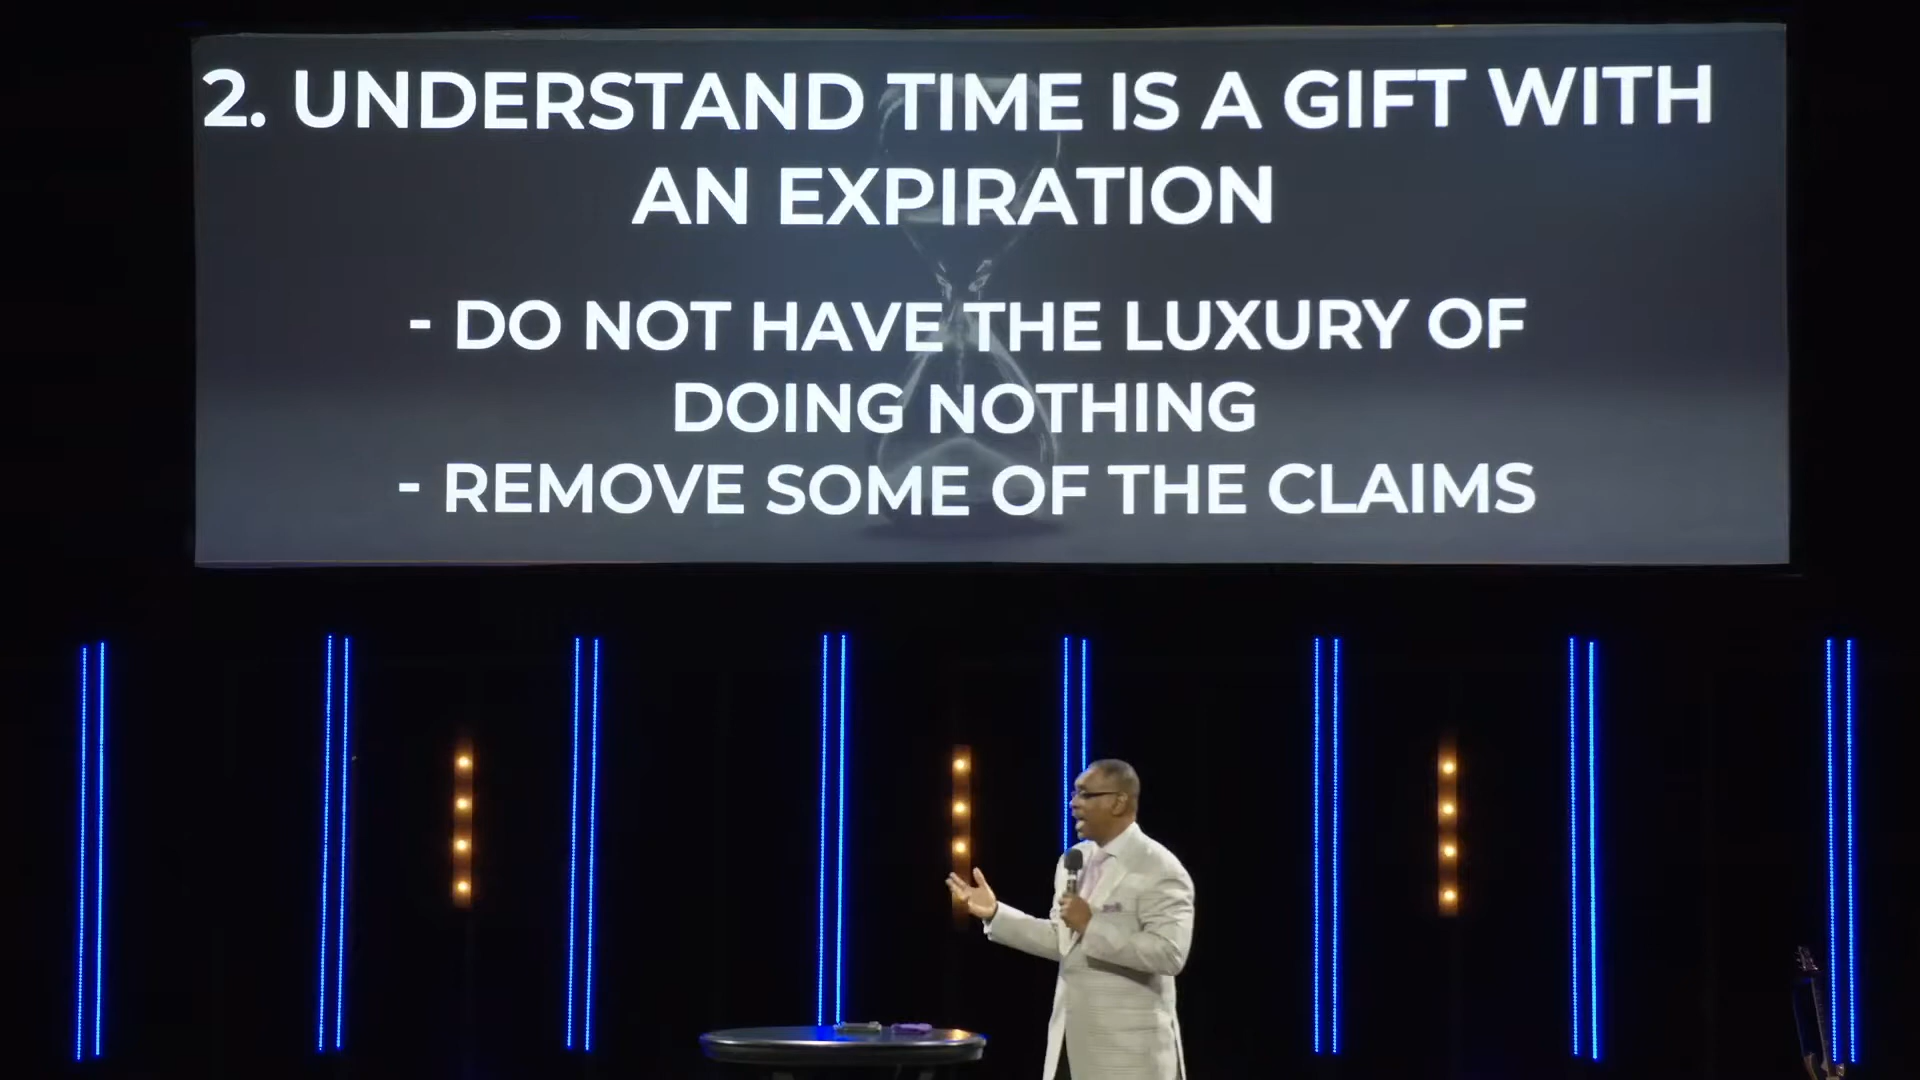 2. UNDERSTAND TIME IS A GIFT WITH
AN EXPIRATION
- DO NOT HAVE THE LUXURY OF
DOING NOTHING
- REMOVE SOME OF THE CLAIMS